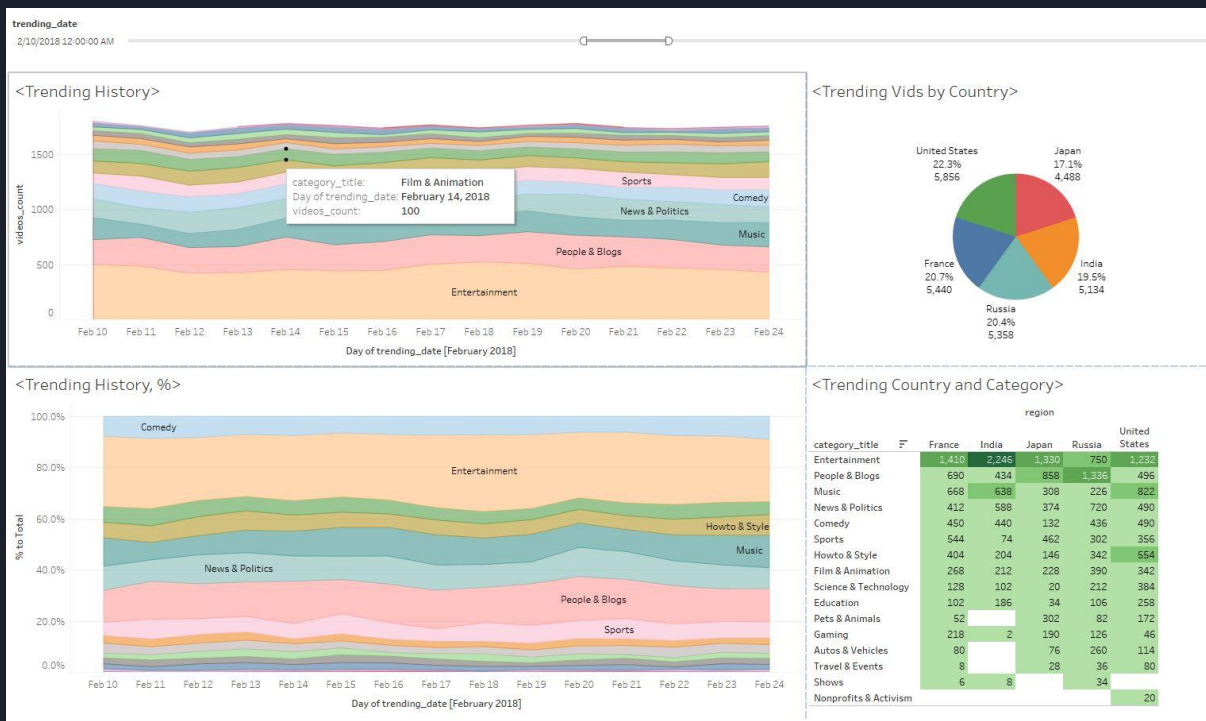 trending_date
2/10/2018 12:00:00 AM
<Trending History>
videos_count
1500
1000
500
0
category_title: Film & Animation
Day of trending_date: February 14, 2018
videos_count: 100
Sports
Comedy
News & Politics
Music
People & Blogs
Entertainment
Feb 10 Feb 11 Feb 12 Feb 13 Feb 14 Feb 15 Feb 16 Feb 17 Feb 18 Feb 19 Feb 20 Feb 21 Feb 22 Feb 23 Feb 24
Day of trending_date [February 2018]
<Trending Vids by Country>
United States
22.3%
5,856
Japan
17.1%
4,488
France
20.7%
5,440
India
19.5%
5,134
Russia
20.4%
5,358
<Trending History, %>
% to Total
100.0%
80.0%
60.0%
40.0%
20.0%
0.0%
Comedy
Entertainment
Howto & Style
Music
News & Politics
People & Blogs
Sports
Feb 10 Feb 11 Feb 12 Feb 13 Feb 14 Feb 15 Feb 16 Feb 17 Feb 18 Feb 19 Feb 20 Feb 21 Feb 22 Feb 23 Feb 24
Day of trending_date [February 2018]
<Trending Country and Category>
region
United
category_title France India Japan Russia States
Entertainment 1,410 2,246 1,330 750 1,232
People & Blogs 690 434 858 1,336 496
Music 668 638 308 226 822
News & Politics 412 588 374 720 490
Comedy 450 440 132 436 490
Sports 544 74 462 302 356
Howto & Style 404 204 146 342 554
Film & Animation 268 212 228 390 342
Science & Technology 128 102 20 212 384
Education 102 186 34 106 258
Pets & Animals 52 302 82 172
Gaming 218 2 190 126 46
Autos & Vehicles 80 76 260 114
Travel & Events 8 28 36 80
Shows 6 8 34
Nonprofits & Activism 20